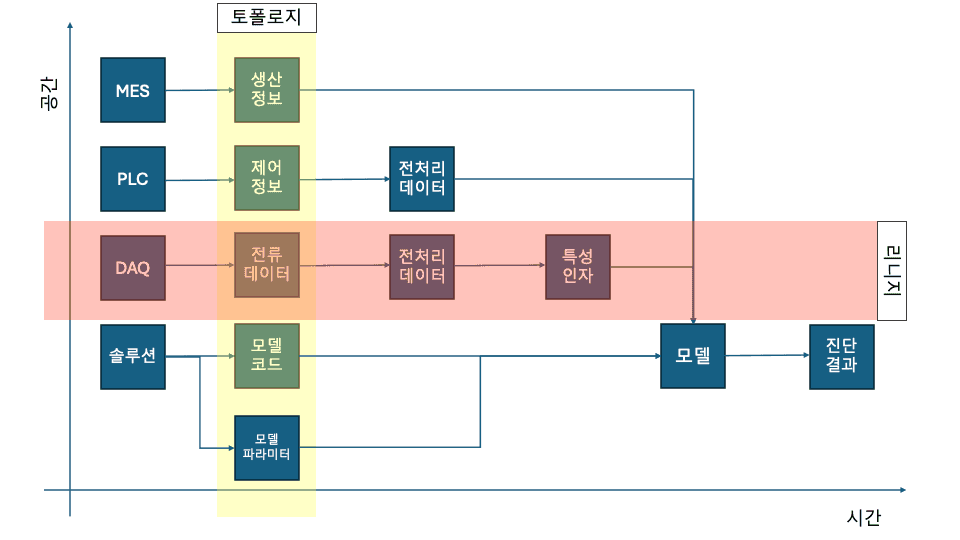 토폴로지
공간
MES
생산
정보
PLC
제어
정보
전처리
데이터
DAQ
전류
데이터
전처리
데이터
특성
인자
리니지
솔루션
모델
코드
모델
진단
결과
모델
파라미터
시간